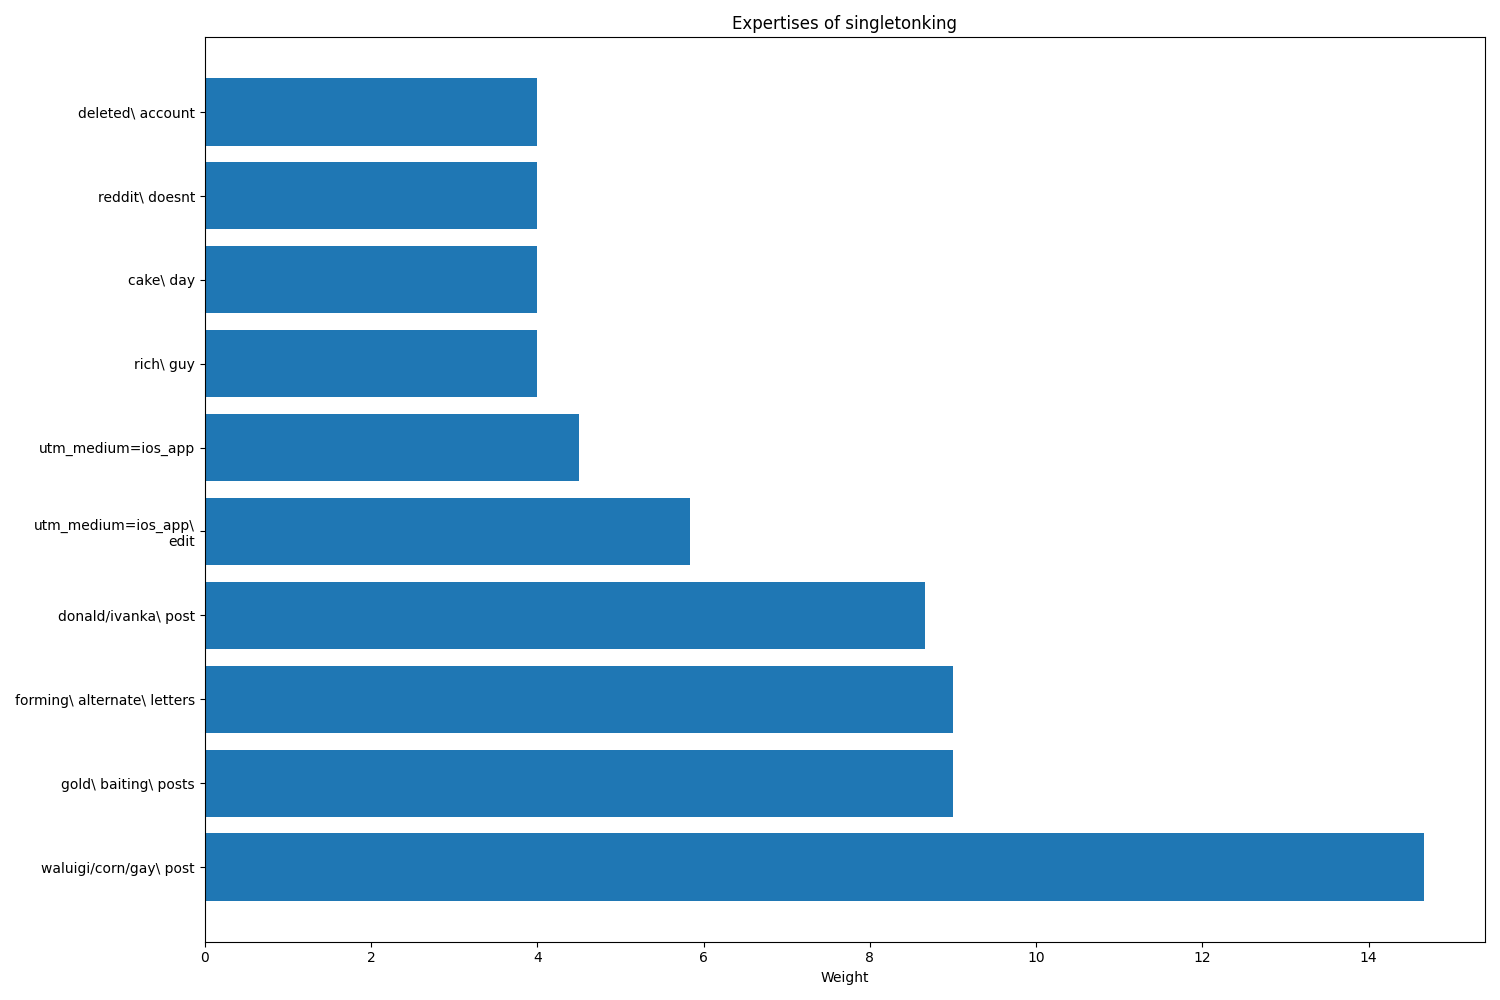 Expertises of singletonking
deleted\ account
reddit\ doesnt
cake\ day
rich\ guy
utm_medium=ios_app
utm_medium=ios_app\
edit
donald/ivanka\ post
forming\ alternate\ letters
gold\ baiting\ posts
waluigi/corn/gay\ post
0 2 4 6 8 10 12 14
Weight